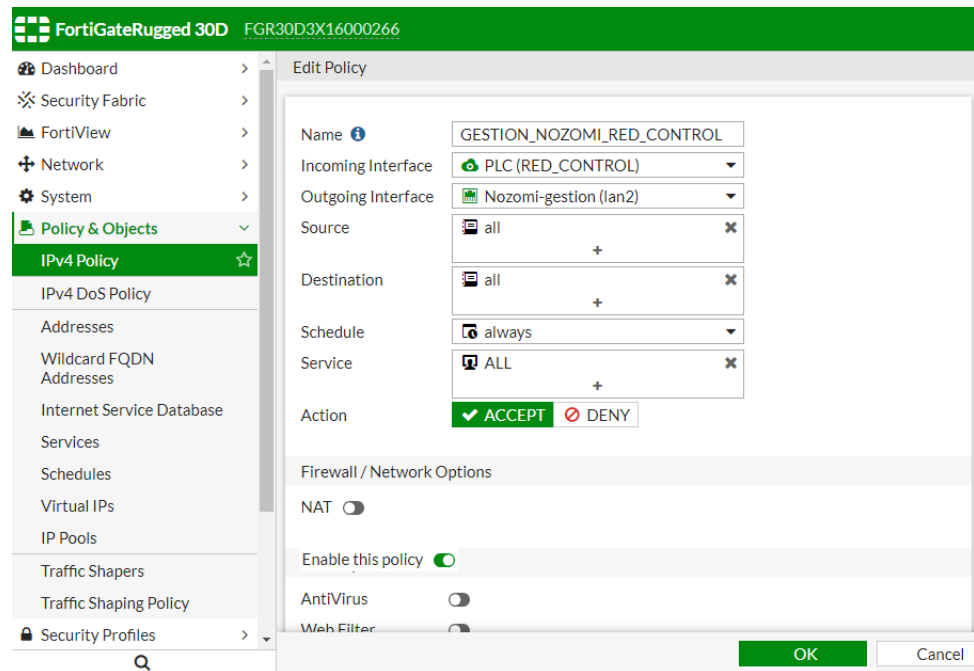 FortiGateRugged 30D FGR30D3X16000266
Dashboard
Security Fabric
FortiView
Network
System
Policy & Objects
IPv4 Policy
IPv4 DoS Policy
Addresses
Wildcard FQDN
Addresses
Internet Service Database
Services
Schedules
Virtual IPs
IP Pools
Traffic Shapers
Traffic Shaping Policy
Security Profiles
Edit Policy
Name GESTION_NOZOMI_RED_CONTROL
Incoming Interface PLC (RED_CONTROL)
Outgoing Interface Nozomi-gestion (lan2)
Source all
+
Destination all
+
Schedule always
Service ALL
+
Action ACCEPT DENY
Firewall / Network Options
NAT
Enable this policy
AntiVirus
Web Filter
OK Cancel